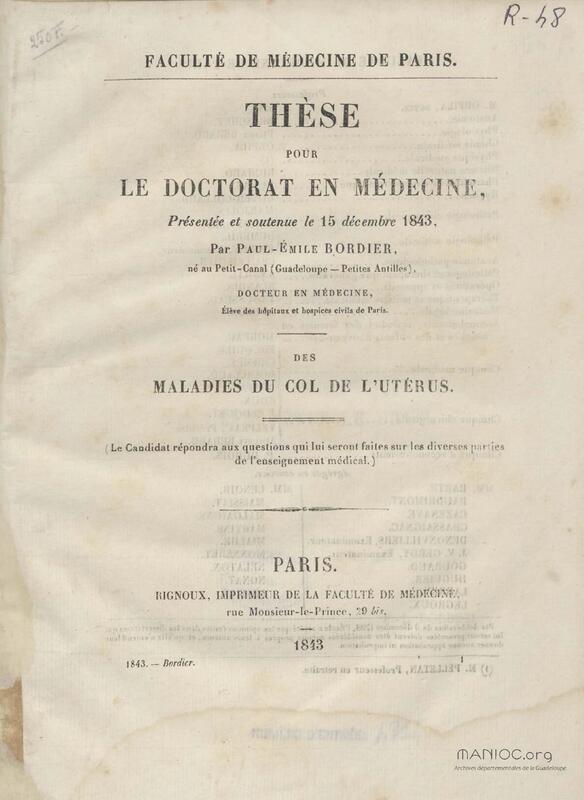 R-48
250 F.
FACULTÉ DE MÉDECINE DE PARIS.
THÈSE
POUR
LE DOCTORAT EN MÉDECINE,
Présentée et soutenue le 15 décembre 1843,
Par PAUL-ÉMILE BORDIER,
né au Petit-Canal (Guadeloupe — Petites Antilles),
DOCTEUR EN MÉDECINE,
Élève des hôpitaux et hospices civils de Paris.
DES
MALADIES DU COL DE L'UTÉRUS.
(Le Candidat répondra aux questions qui lui seront faites sur les diverses parties
de l'enseignement médical.)
PARIS.
RIGNOUX, IMPRIMEUR DE LA FACULTÉ DE MÉDECINE,
rue Monsieur-le-Prince, 29 bis.
1843
1843. — Bordier.
1
MANIOC.org
Archives départementales de la Guadeloupe